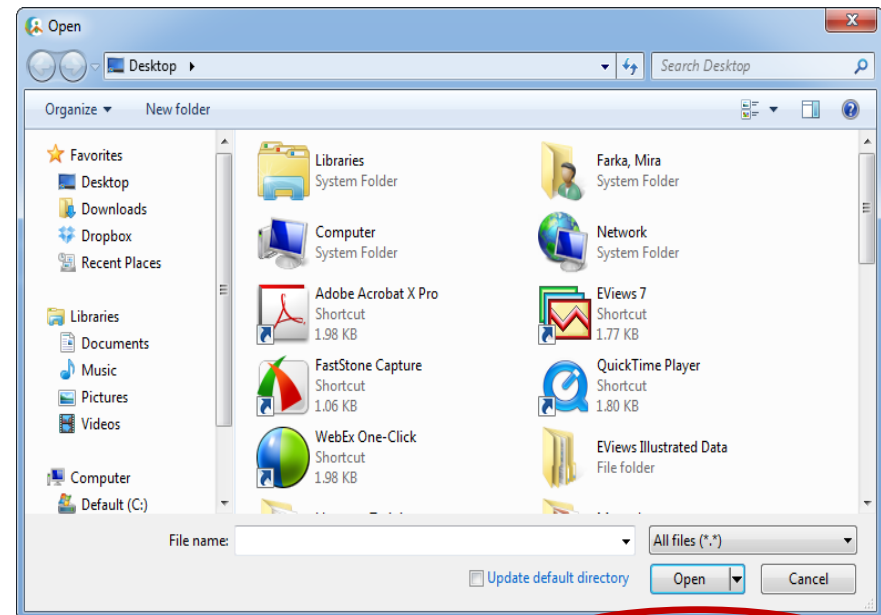 Open
Desktop
Search Desktop
Organize New folder
Favorites
Desktop
Downloads
Dropbox
Recent Places
Libraries
Documents
Music
Pictures
Videos
Computer
Default (C:)
Libraries
System Folder
Farka, Mira
System Folder
Computer
System Folder
Network
System Folder
Adobe Acrobat X Pro
Shortcut
1.98 KB
EViews 7
Shortcut
1.77 KB
FastStone Capture
Shortcut
1.06 KB
QuickTime Player
Shortcut
1.80 KB
WebEx One-Click
Shortcut
1.98 KB
EViews Illustrated Data
File folder
File name:
All files (*.*)
Update default directory
Open
Cancel